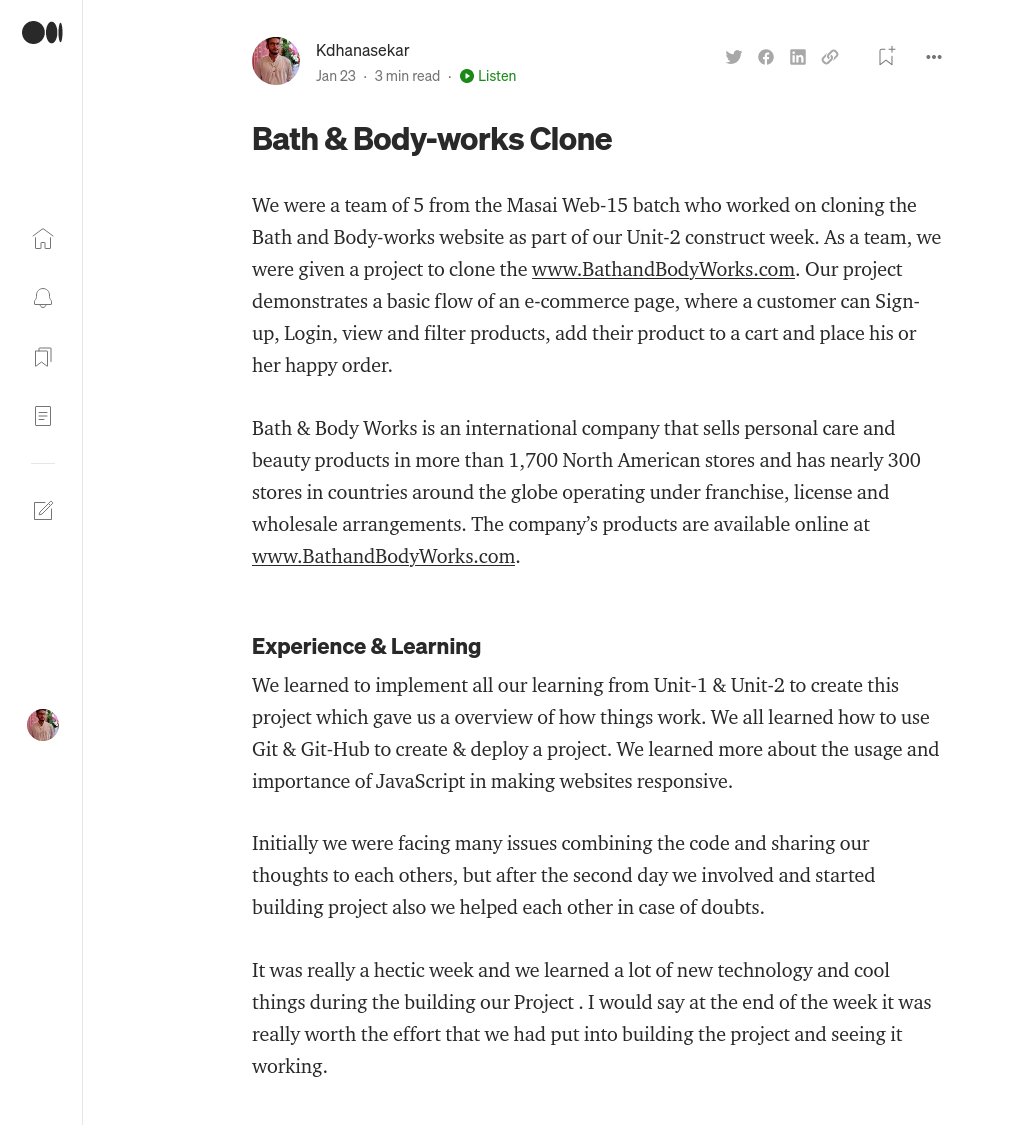 Kdhanasekar
Jan 23 · 3 min read · Listen
Bath & Body-works Clone
We were a team of 5 from the Masai Web-15 batch who worked on cloning the
Bath and Body-works website as part of our Unit-2 construct week. As a team, we
were given a project to clone the www.BathandBodyWorks.com. Our project
demonstrates a basic flow of an e-commerce page, where a customer can Sign-
up, Login, view and filter products, add their product to a cart and place his or
her happy order.
Bath & Body Works is an international company that sells personal care and
beauty products in more than 1,700 North American stores and has nearly 300
stores in countries around the globe operating under franchise, license and
wholesale arrangements. The company’s products are available online at
www.BathandBodyWorks.com.
Experience & Learning
We learned to implement all our learning from Unit-1 & Unit-2 to create this
project which gave us a overview of how things work. We all learned how to use
Git & Git-Hub to create & deploy a project. We learned more about the usage and
importance of JavaScript in making websites responsive.
Initially we were facing many issues combining the code and sharing our
thoughts to each others, but after the second day we involved and started
building project also we helped each other in case of doubts.
It was really a hectic week and we learned a lot of new technology and cool
things during the building our Project . I would say at the end of the week it was
really worth the effort that we had put into building the project and seeing it
working.